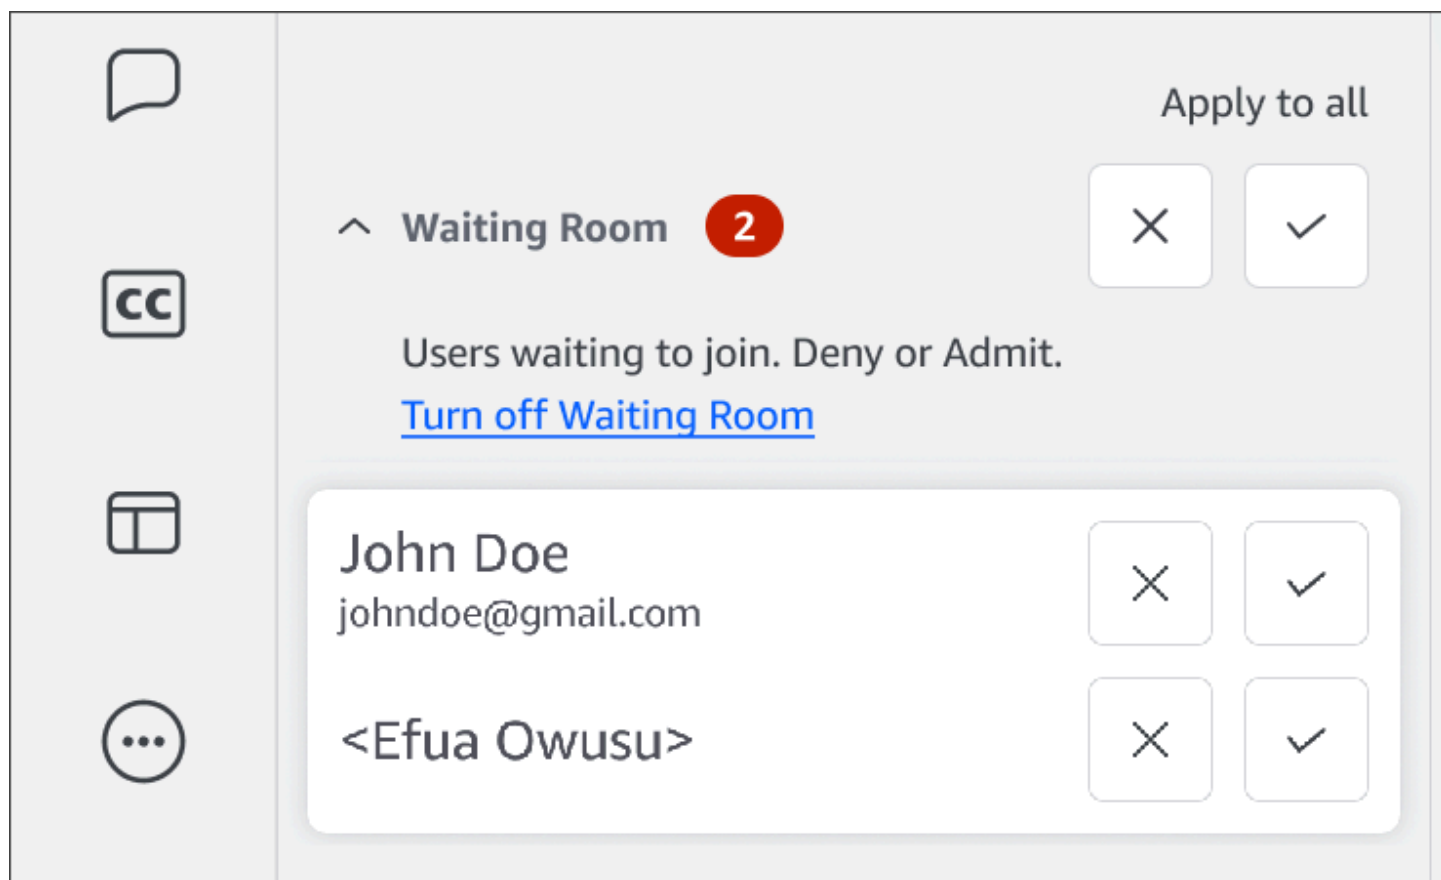 Apply to all
Waiting Room 2
CC
Users waiting to join. Deny or Admit.
Turn off Waiting Room
John Doe
johndoe@gmail.com
<Efua Owusu>